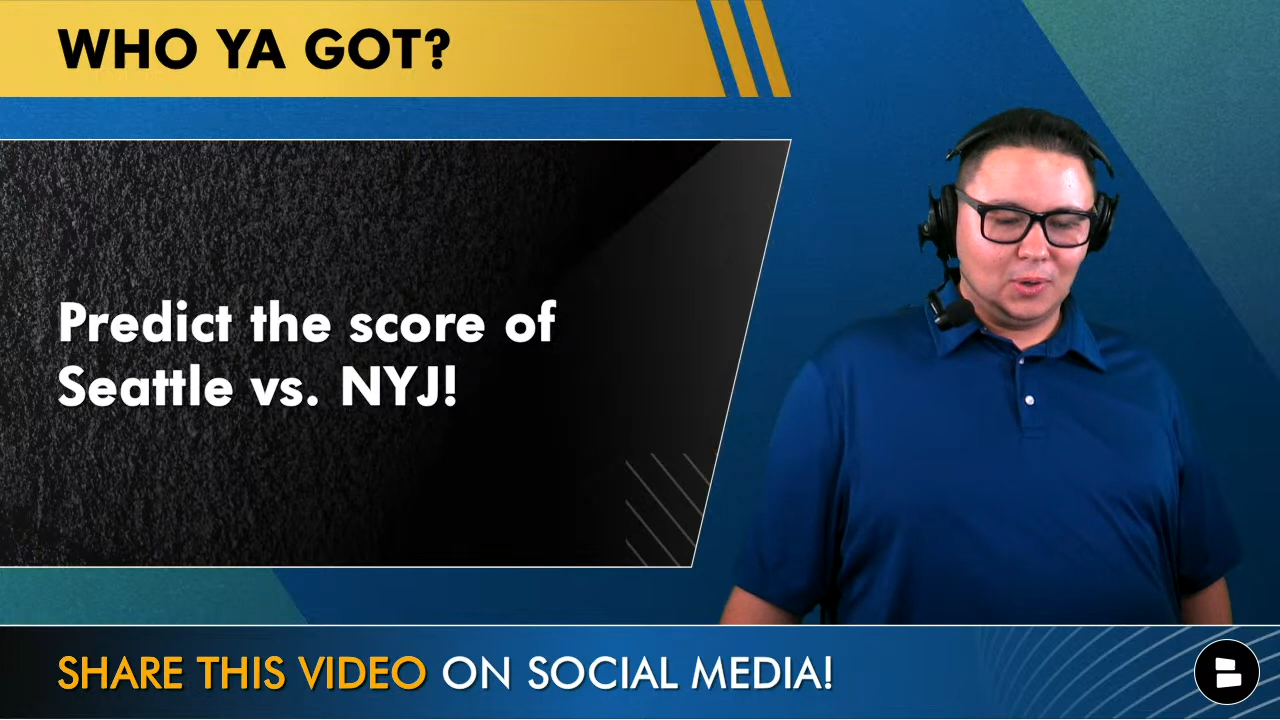 WHO YA GOT?
Predict the score of
Seattle vs. NYJ!
SHARE THIS VIDEO ON SOCIAL MEDIA!